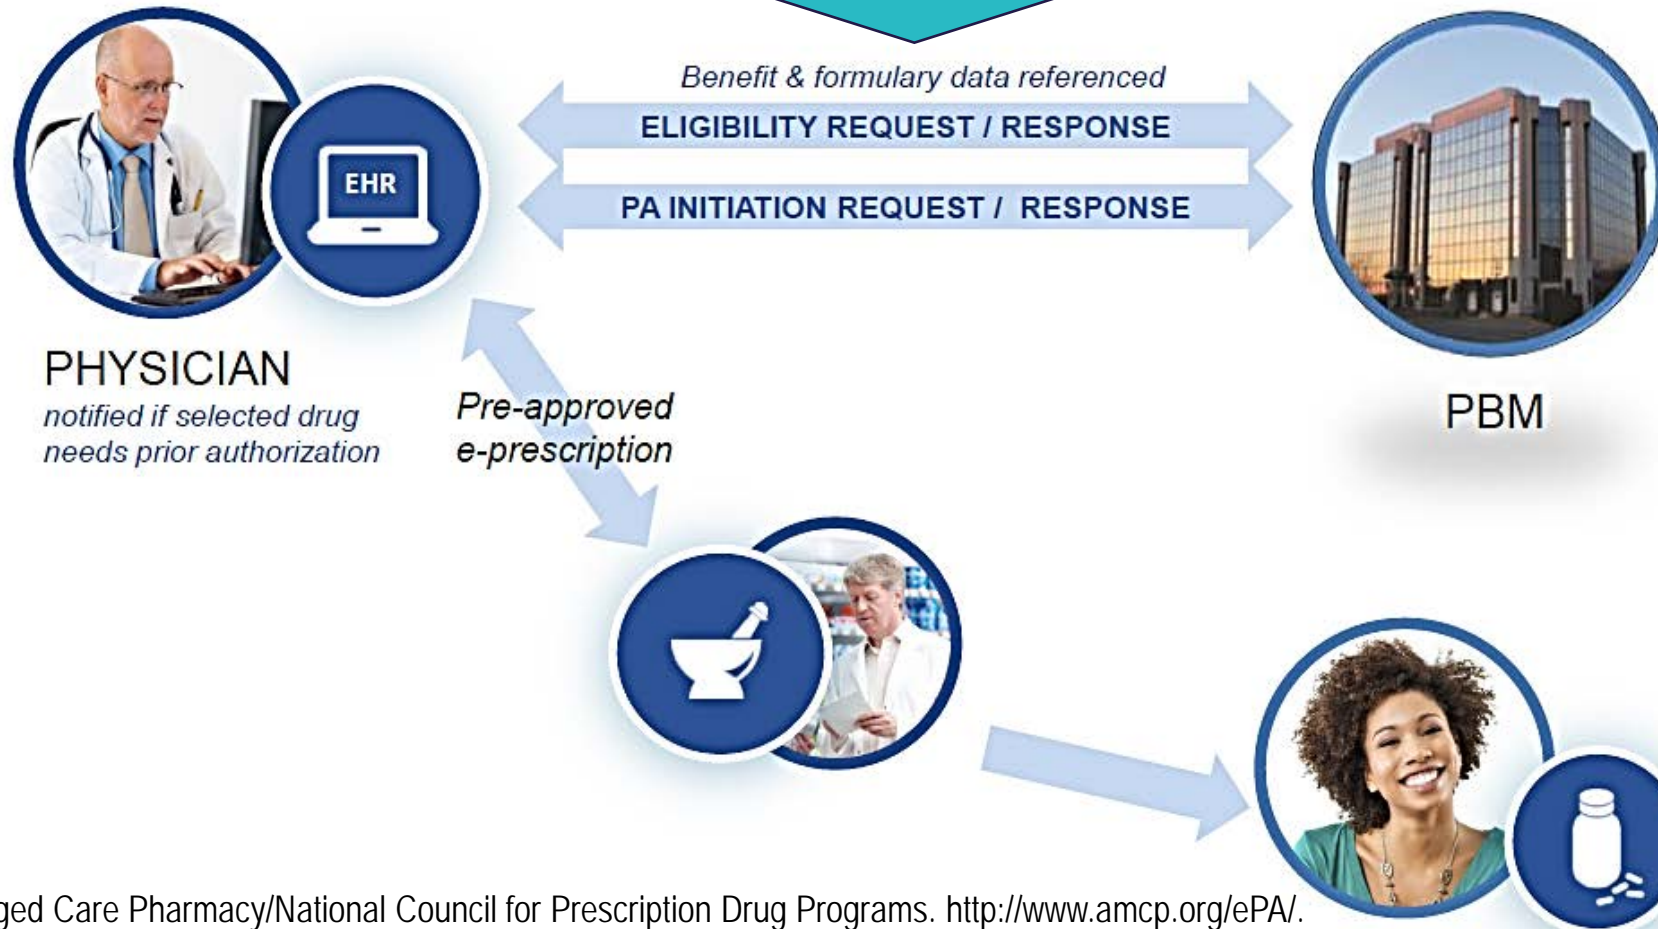 Benefit & formulary data referenced
ELIGIBILITY REQUEST / RESPONSE
EHR
PA INITIATION REQUEST / RESPONSE
PHYSICIAN
notified if selected drug
needs prior authorization
Pre-approved
e-prescription
PBM
ged Care Pharmacy/National Council for Prescription Drug Programs. http://www.amcp.org/ePA/.